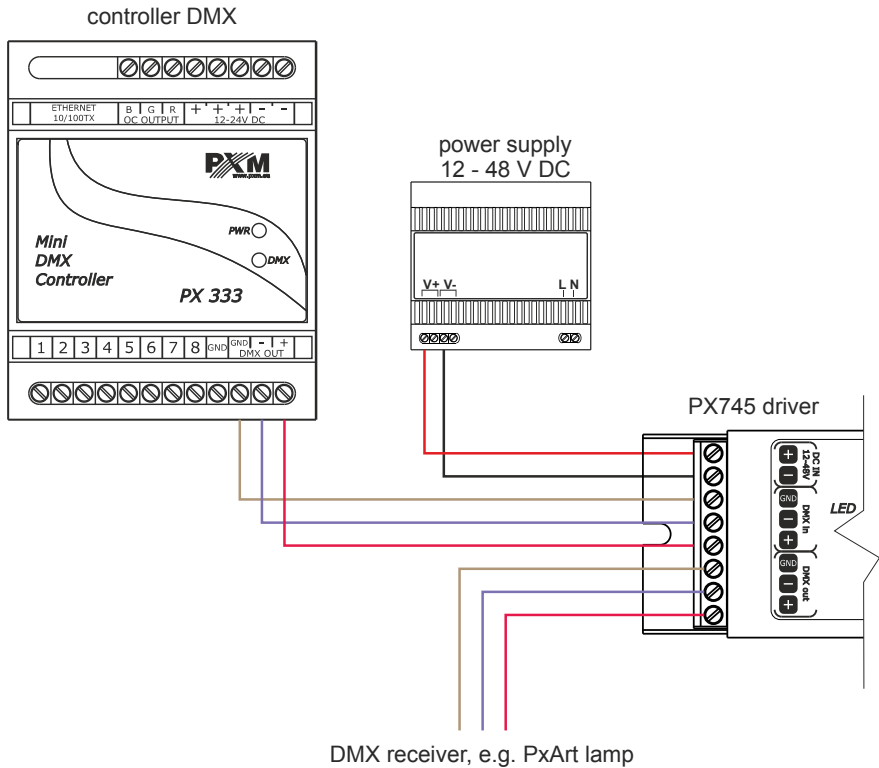 controller DMX
ETHERNET
10/100TX
B G R + + + - -
OC OUTPUT 12-24V DC
PXM
www.pxm.eu
PWR
DMX
Mini
DMX
Controller
PX 333
1 2 3 4 5 6 7 8 GND GND - +
DMX OUT
power supply
12 - 48 V DC
V+ V- L N
PX745 driver
+
-
DC IN
12-48V
GND
-
+
DMX in
GND
-
+
DMX out
LED
DMX receiver, e.g. PxArt lamp